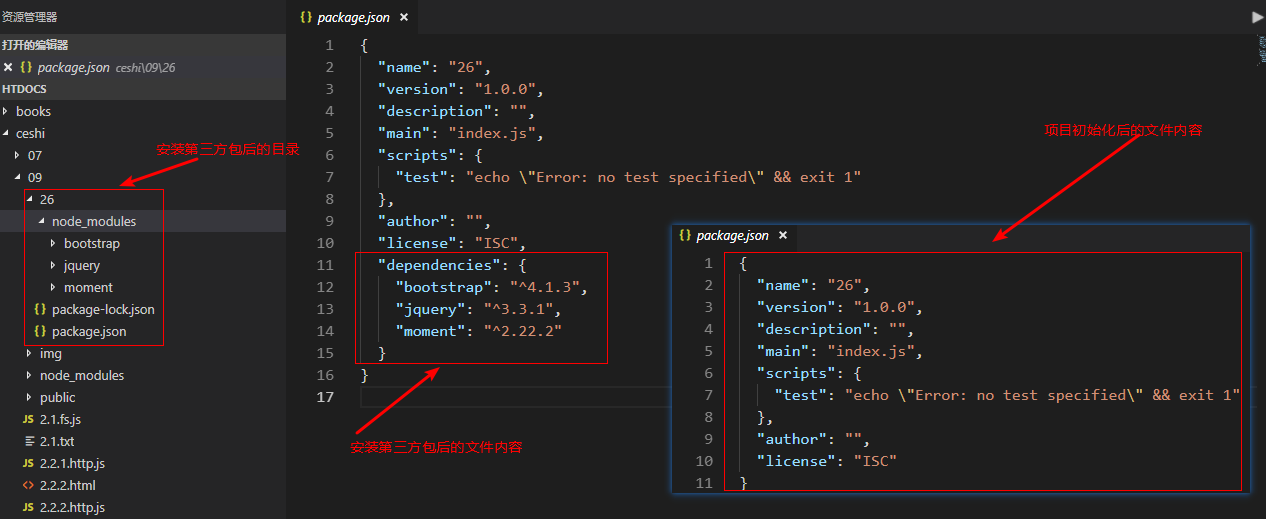 资源管理器
打开的编辑器
package.json ceshi\09\26
HTDOCS
books
ceshi
07
安装第三方包后的目录
09
26
node_modules
bootstrap
jquery
moment
{} package-lock.json
{} package.json
img
node_modules
public
JS 2.1.fs.js
2.1.txt
JS 2.2.1.http.js
<> 2.2.2.html
JS 2.2.2.http.js
{} package.json ×
1 {
2 "name": "26",
3 "version": "1.0.0",
4 "description": "",
5 "main": "index.js",
6 "scripts": {
7 "test": "echo \"Error: no test specified\" && exit 1"
8 },
9 "author": "",
10 "license": "ISC",
11 "dependencies": {
12 "bootstrap": "^4.1.3",
13 "jquery": "^3.3.1",
14 "moment": "^2.22.2"
15 }
16 }
17
安装第三方包后的文件内容
项目初始化后的文件内容
{} package.json ×
1 {
2 "name": "26",
3 "version": "1.0.0",
4 "description": "",
5 "main": "index.js",
6 "scripts": {
7 "test": "echo \"Error: no test specified\" && exit 1"
8 },
9 "author": "",
10 "license": "ISC"
11 }